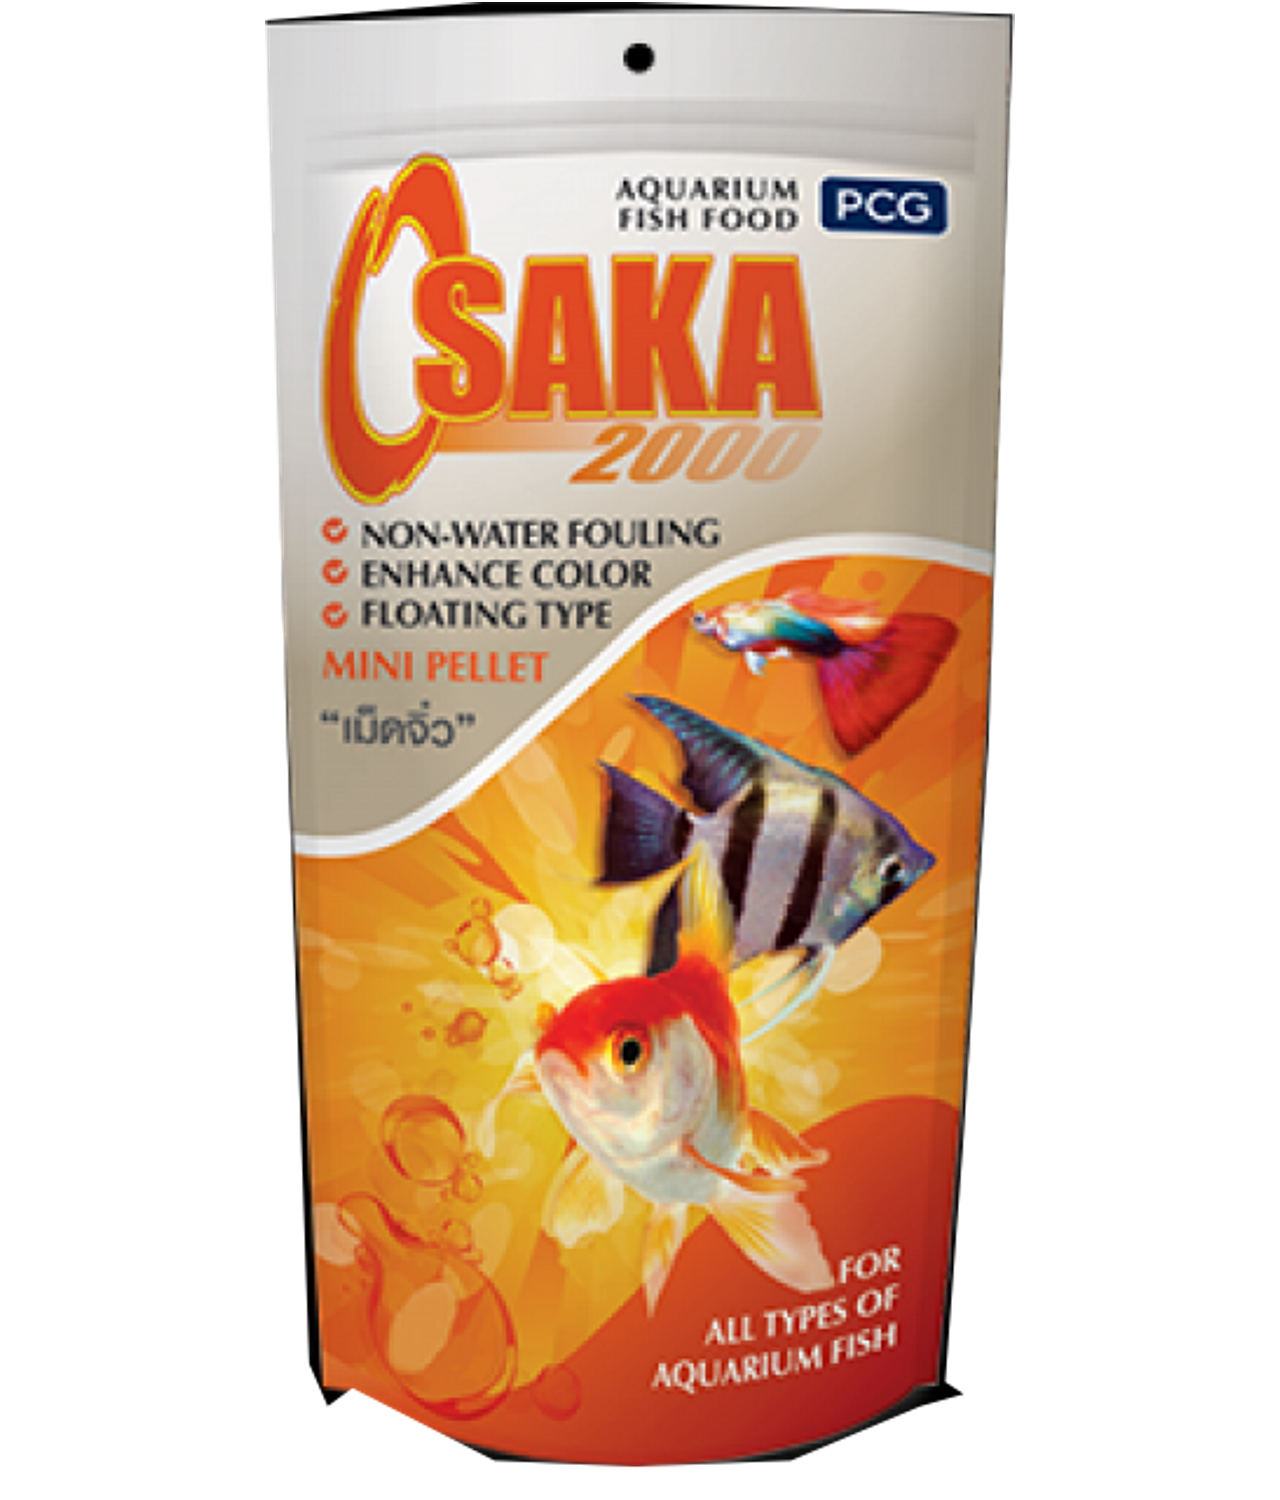 AQUARIUM
FISH FOOD
PCG
OSAKA
2000
NON-WATER FOULING
ENHANCE COLOR
FLOATING TYPE
MINI PELLET
"เม็ดจิ๋ว"
FOR
ALL TYPES OF
AQUARIUM FISH